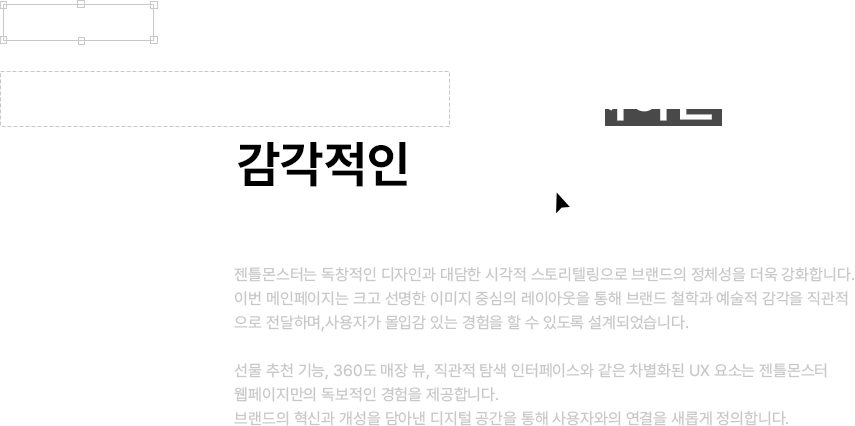 감각적인
젠틀몬스터는 독창적인 디자인과 대담한 시각적 스토리텔링으로 브랜드의 정체성을 더욱 강화합니다.
이번 메인페이지는 크고 선명한 이미지 중심의 레이아웃을 통해 브랜드 철학과 예술적 감각을 직관적
으로 전달하며,사용자가 몰입감 있는 경험을 할 수 있도록 설계되었습니다.
선물 추천 기능, 360도 매장 뷰, 직관적 탐색 인터페이스와 같은 차별화된 UX 요소는 젠틀몬스터
웹페이지만의 독보적인 경험을 제공합니다.
브랜드의 혁신과 개성을 담아낸 디지털 공간을 통해 사용자와의 연결을 새롭게 정의합니다.